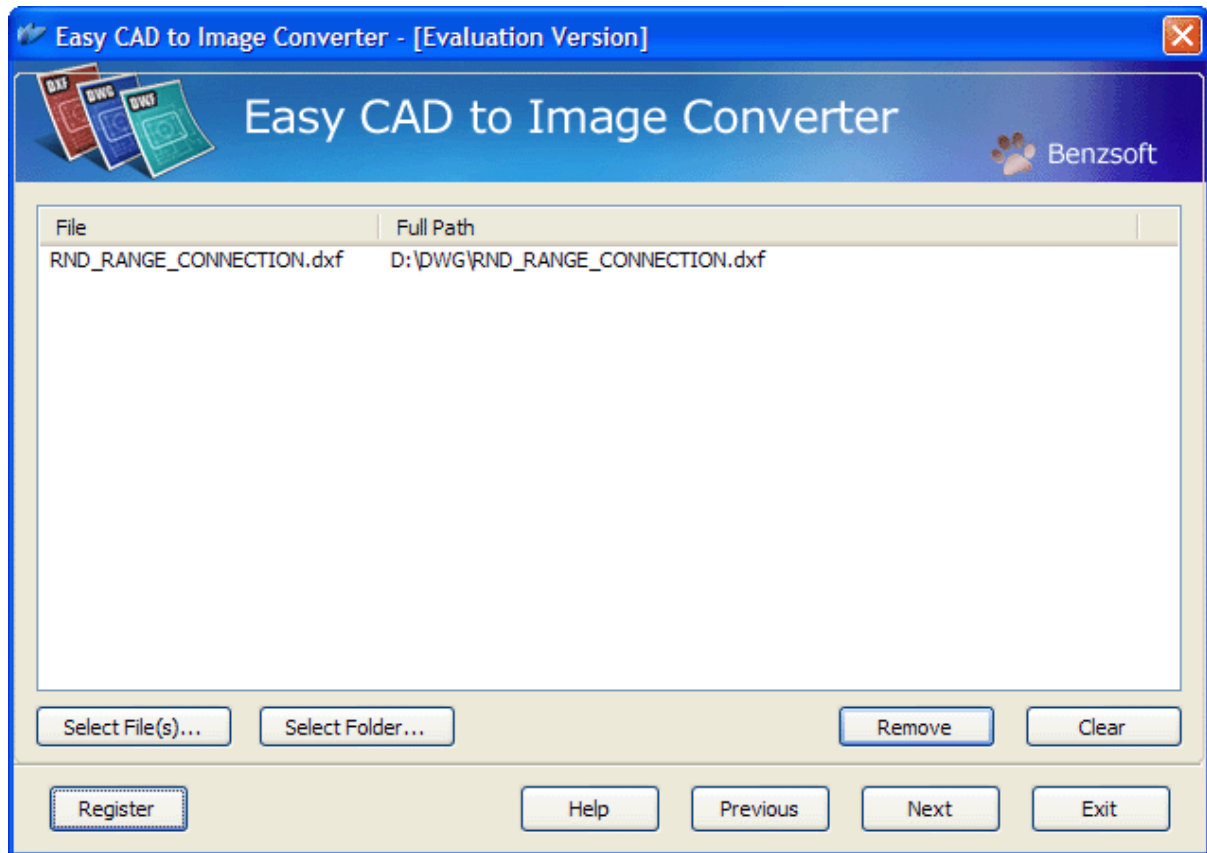 Easy CAD to Image Converter - [Evaluation Version]
DXF DWG DWF
Easy CAD to Image Converter
Benzsoft
File Full Path
RND_RANGE_CONNECTION.dxf D:\DWG\RND_RANGE_CONNECTION.dxf
Select File(s)... Select Folder... Remove Clear
Register Help Previous Next Exit